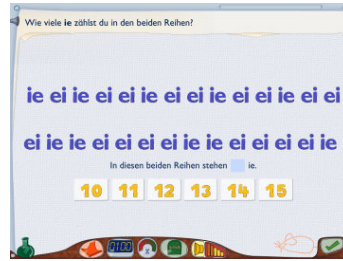 Wie viele ie zählst du in den beiden Reihen?
ie ei ie ei ei ie ei ei ie ei ei ie ei ei
ei ie ie ei ei ei ei ie ie ei ei ei ei ie
In diesen beiden Reihen stehen ie.
10 11 12 13 14 15